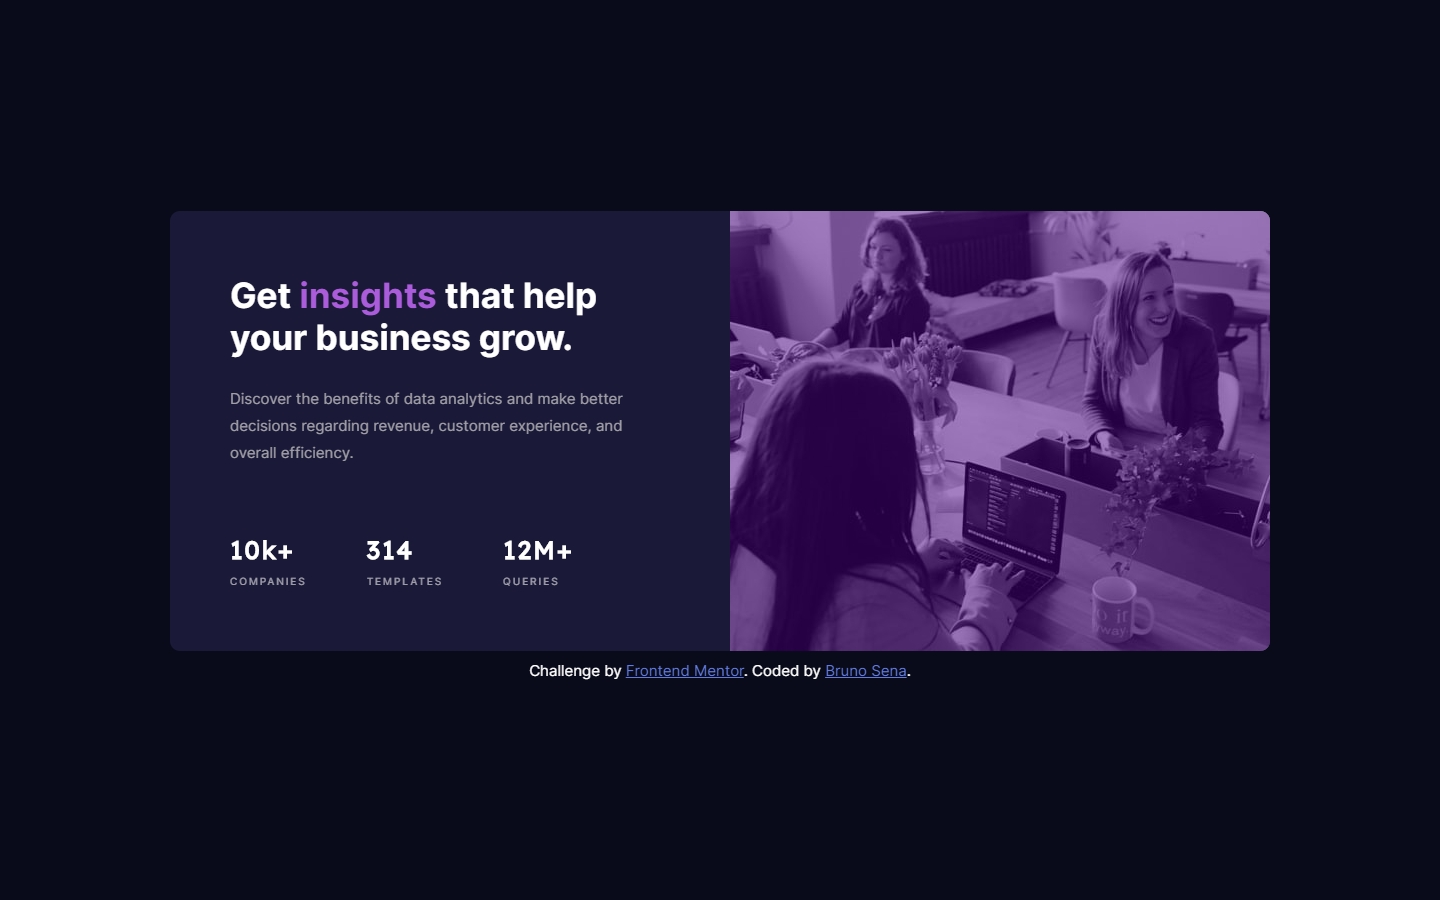 Get insights that help
your business grow.
Discover the benefits of data analytics and make better
decisions regarding revenue, customer experience, and
overall efficiency.
10k+ 314 12M+
COMPANIES TEMPLATES QUERIES
it
way.
Challenge by Frontend Mentor. Coded by Bruno Sena.